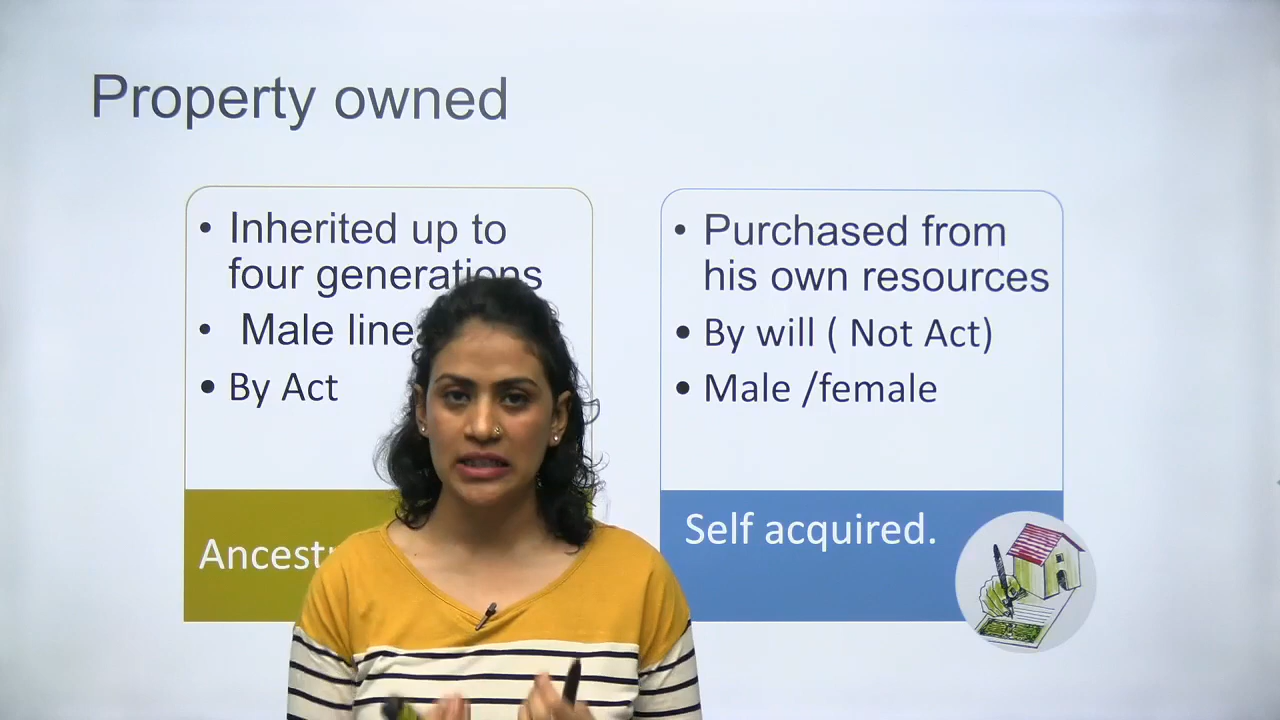 Property owned
• Inherited up to
four generations
• Male line
• By Act
• Purchased from
his own resources
• By will ( Not Act)
• Male /female
Self acquired.